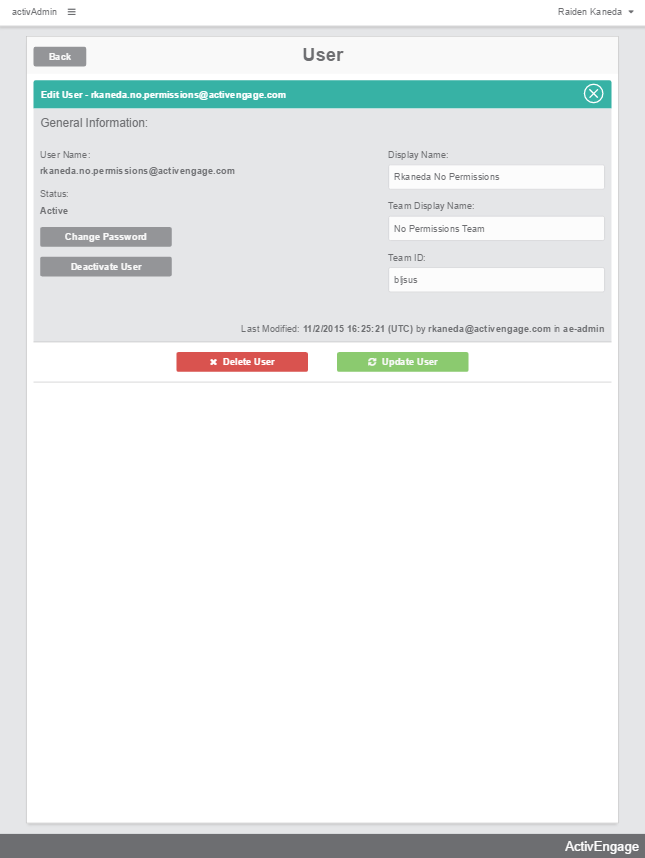 activAdmin
Raiden Kaneda
Back
User
Edit User - rkaneda.no.permissions@activengage.com
General Information:
User Name:
rkaneda.no.permissions@activengage.com
Status:
Active
Change Password
Deactivate User
Display Name:
Rkaneda No Permissions
Team Display Name:
No Permissions Team
Team ID:
bljsus
Last Modified: 11/2/2015 16:25:21 (UTC) by rkaneda@activengage.com in ae-admin
Delete User
Update User
ActivEngage